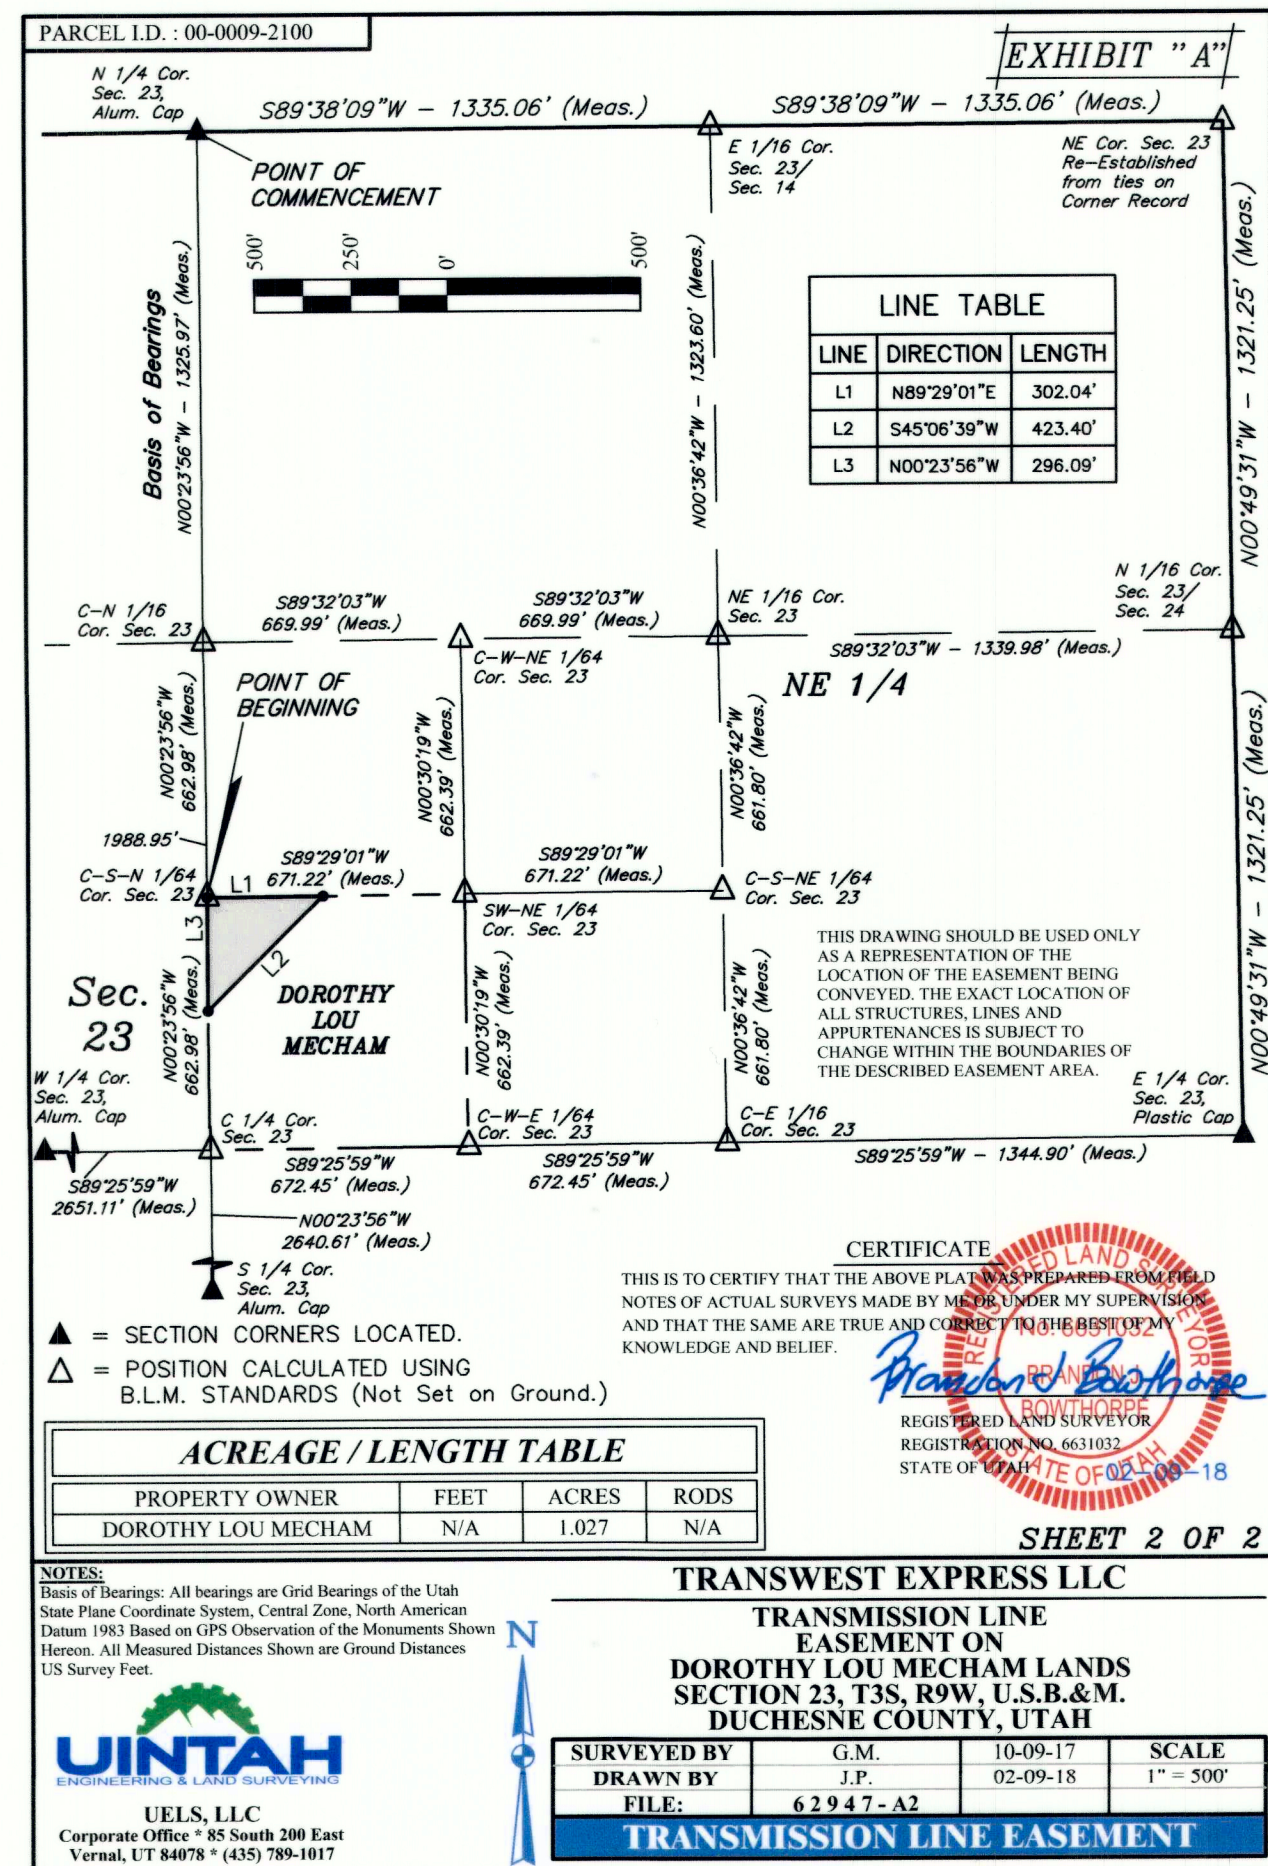 PARCEL I.D. : 00-0009-2100
EXHIBIT "A"
N 1/4 Cor.
Sec. 23,
Alum. Cap
S89°38'09"W - 1335.06' (Meas.)
S89°38'09"W - 1335.06' (Meas.)
POINT OF
COMMENCEMENT
E 1/16 Cor.
Sec. 23/
Sec. 14
NE Cor. Sec. 23
Re-Established
from ties on
Corner Record
500'
250'
0'
500'
Basis of Bearings
N00°23'56"W - 1325.97' (Meas.)
N00°36'42"W - 1323.60' (Meas.)
N00°49'31"W - 1321.25' (Meas.)
LINE TABLE
LINE DIRECTION LENGTH
L1 N89°29'01"E 302.04'
L2 S45°06'39"W 423.40'
L3 N00°23'56"W 296.09'
C-N 1/16
Cor. Sec. 23
S89°32'03"W
669.99' (Meas.)
S89°32'03"W
669.99' (Meas.)
NE 1/16 Cor.
Sec. 23
N 1/16 Cor.
Sec. 23/
Sec. 24
S89°32'03"W - 1339.98' (Meas.)
C-W-NE 1/64
Cor. Sec. 23
NE 1/4
POINT OF
BEGINNING
N00°23'56"W
662.98' (Meas.)
N00°30'19"W
662.39' (Meas.)
N00°36'42"W
661.80' (Meas.)
N00°49'31"W - 1321.25' (Meas.)
1988.95'
C-S-N 1/64
Cor. Sec. 23
L1
S89°29'01"W
671.22' (Meas.)
S89°29'01"W
671.22' (Meas.)
C-S-NE 1/64
Cor. Sec. 23
SW-NE 1/64
Cor. Sec. 23
L3
L2
Sec.
23
N00°23'56"W
662.98' (Meas.)
DOROTHY
LOU
MECHAM
N00°30'19"W
662.39' (Meas.)
N00°36'42"W
661.80' (Meas.)
THIS DRAWING SHOULD BE USED ONLY
AS A REPRESENTATION OF THE
LOCATION OF THE EASEMENT BEING
CONVEYED. THE EXACT LOCATION OF
ALL STRUCTURES, LINES AND
APPURTENANCES IS SUBJECT TO
CHANGE WITHIN THE BOUNDARIES OF
THE DESCRIBED EASEMENT AREA.
W 1/4 Cor.
Sec. 23,
Alum. Cap
C 1/4 Cor.
Sec. 23
C-W-E 1/64
Cor. Sec. 23
C-E 1/16
Cor. Sec. 23
E 1/4 Cor.
Sec. 23,
Plastic Cap
S89°25'59"W
2651.11' (Meas.)
S89°25'59"W
672.45' (Meas.)
S89°25'59"W
672.45' (Meas.)
S89°25'59"W - 1344.90' (Meas.)
N00°23'56"W
2640.61' (Meas.)
S 1/4 Cor.
Sec. 23,
Alum. Cap
▲ = SECTION CORNERS LOCATED.
△ = POSITION CALCULATED USING
B.L.M. STANDARDS (Not Set on Ground.)
CERTIFICATE
THIS IS TO CERTIFY THAT THE ABOVE PLAT WAS PREPARED FROM FIELD
NOTES OF ACTUAL SURVEYS MADE BY ME OR UNDER MY SUPERVISION
AND THAT THE SAME ARE TRUE AND CORRECT TO THE BEST OF MY
KNOWLEDGE AND BELIEF.
REGISTERED LAND SURVEYOR
No. 6631032
BRANDON J.
BOWTHORPE
STATE OF UTAH
Brandon J Bowthorpe
REGISTERED LAND SURVEYOR
REGISTRATION NO. 6631032
STATE OF UTAH
02-09-18
ACREAGE / LENGTH TABLE
PROPERTY OWNER FEET ACRES RODS
DOROTHY LOU MECHAM N/A 1.027 N/A
SHEET 2 OF 2
NOTES:
Basis of Bearings: All bearings are Grid Bearings of the Utah
State Plane Coordinate System, Central Zone, North American
Datum 1983 Based on GPS Observation of the Monuments Shown
Hereon. All Measured Distances Shown are Ground Distances
US Survey Feet.
N
UINTAH
ENGINEERING & LAND SURVEYING
UELS, LLC
Corporate Office * 85 South 200 East
Vernal, UT 84078 * (435) 789-1017
TRANSWEST EXPRESS LLC
TRANSMISSION LINE
EASEMENT ON
DOROTHY LOU MECHAM LANDS
SECTION 23, T3S, R9W, U.S.B.&M.
DUCHESNE COUNTY, UTAH
SURVEYED BY G.M. 10-09-17 SCALE
DRAWN BY J.P. 02-09-18 1" = 500'
FILE: 62947-A2
TRANSMISSION LINE EASEMENT